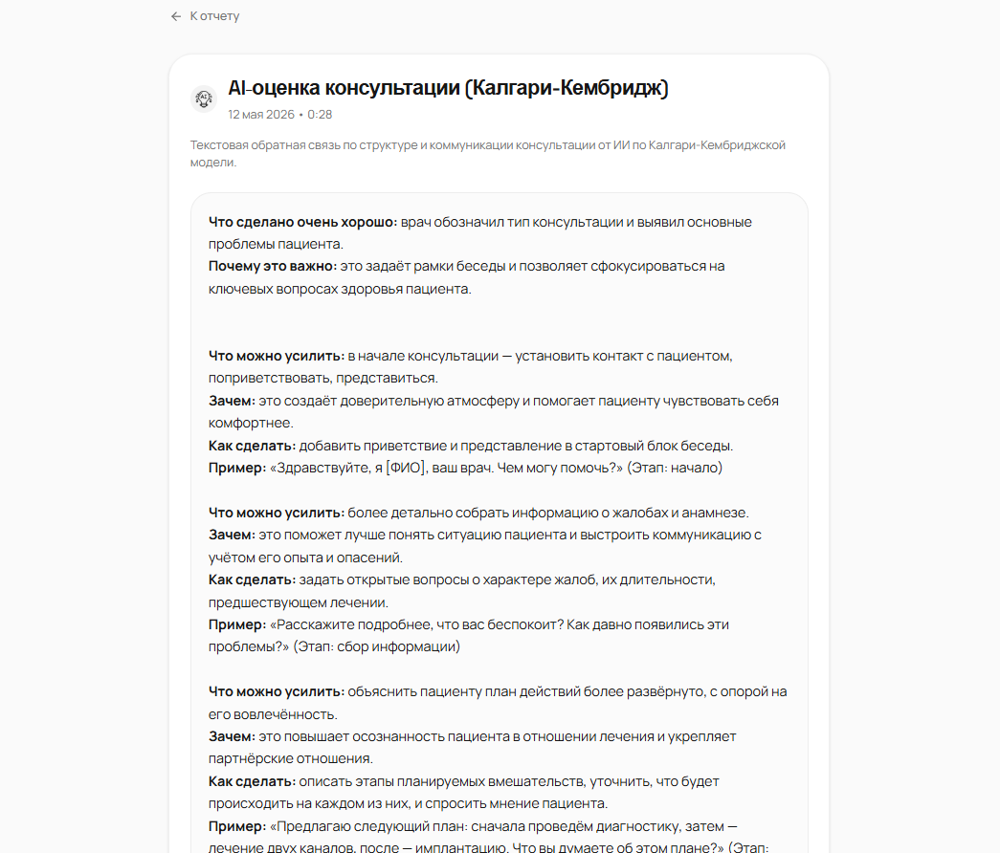 ← К отчету
AI-оценка консультации (Калгари-Кембридж)
12 мая 2026 • 0:28
Текстовая обратная связь по структуре и коммуникации консультации от ИИ по Калгари-Кембриджской
модели.
Что сделано очень хорошо: врач обозначил тип консультации и выявил основные
проблемы пациента.
Почему это важно: это задаёт рамки беседы и позволяет сфокусироваться на
ключевых вопросах здоровья пациента.
Что можно усилить: в начале консультации — установить контакт с пациентом,
поприветствовать, представиться.
Зачем: это создаёт доверительную атмосферу и помогает пациенту чувствовать себя
комфортнее.
Как сделать: добавить приветствие и представление в стартовый блок беседы.
Пример: «Здравствуйте, я [ФИО], ваш врач. Чем могу помочь?» (Этап: начало)
Что можно усилить: более детально собрать информацию о жалобах и анамнезе.
Зачем: это поможет лучше понять ситуацию пациента и выстроить коммуникацию с
учётом его опыта и опасений.
Как сделать: задать открытые вопросы о характере жалоб, их длительности,
предшествующем лечении.
Пример: «Расскажите подробнее, что вас беспокоит? Как давно появились эти
проблемы?» (Этап: сбор информации)
Что можно усилить: объяснить пациенту план действий более развёрнуто, с опорой на
его вовлечённость.
Зачем: это повышает осознанность пациента в отношении лечения и укрепляет
партнёрские отношения.
Как сделать: описать этапы планируемых вмешательств, уточнить, что будет
происходить на каждом из них, и спросить мнение пациента.
Пример: «Предлагаю следующий план: сначала проведём диагностику, затем —
лечение двух каналов, после — имплантацию. Что вы думаете об этом плане?» (Этап: